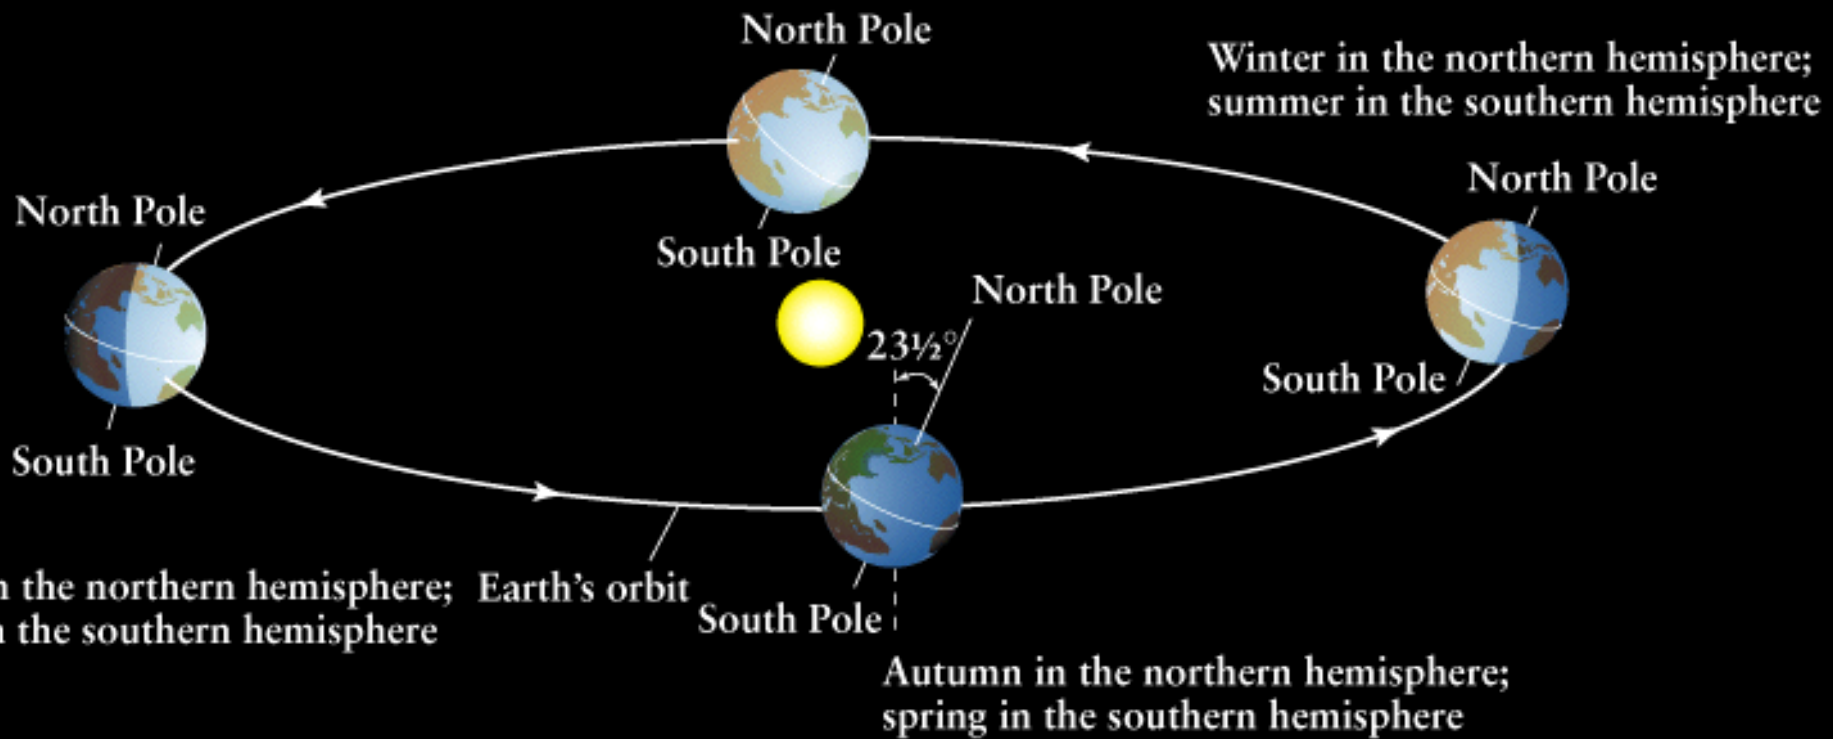 North Pole
Winter in the northern hemisphere;
summer in the southern hemisphere
North Pole
North Pole
South Pole
North Pole
23½°
South Pole
South Pole
the northern hemisphere;
the southern hemisphere
Earth's orbit
South Pole
Autumn in the northern hemisphere;
spring in the southern hemisphere